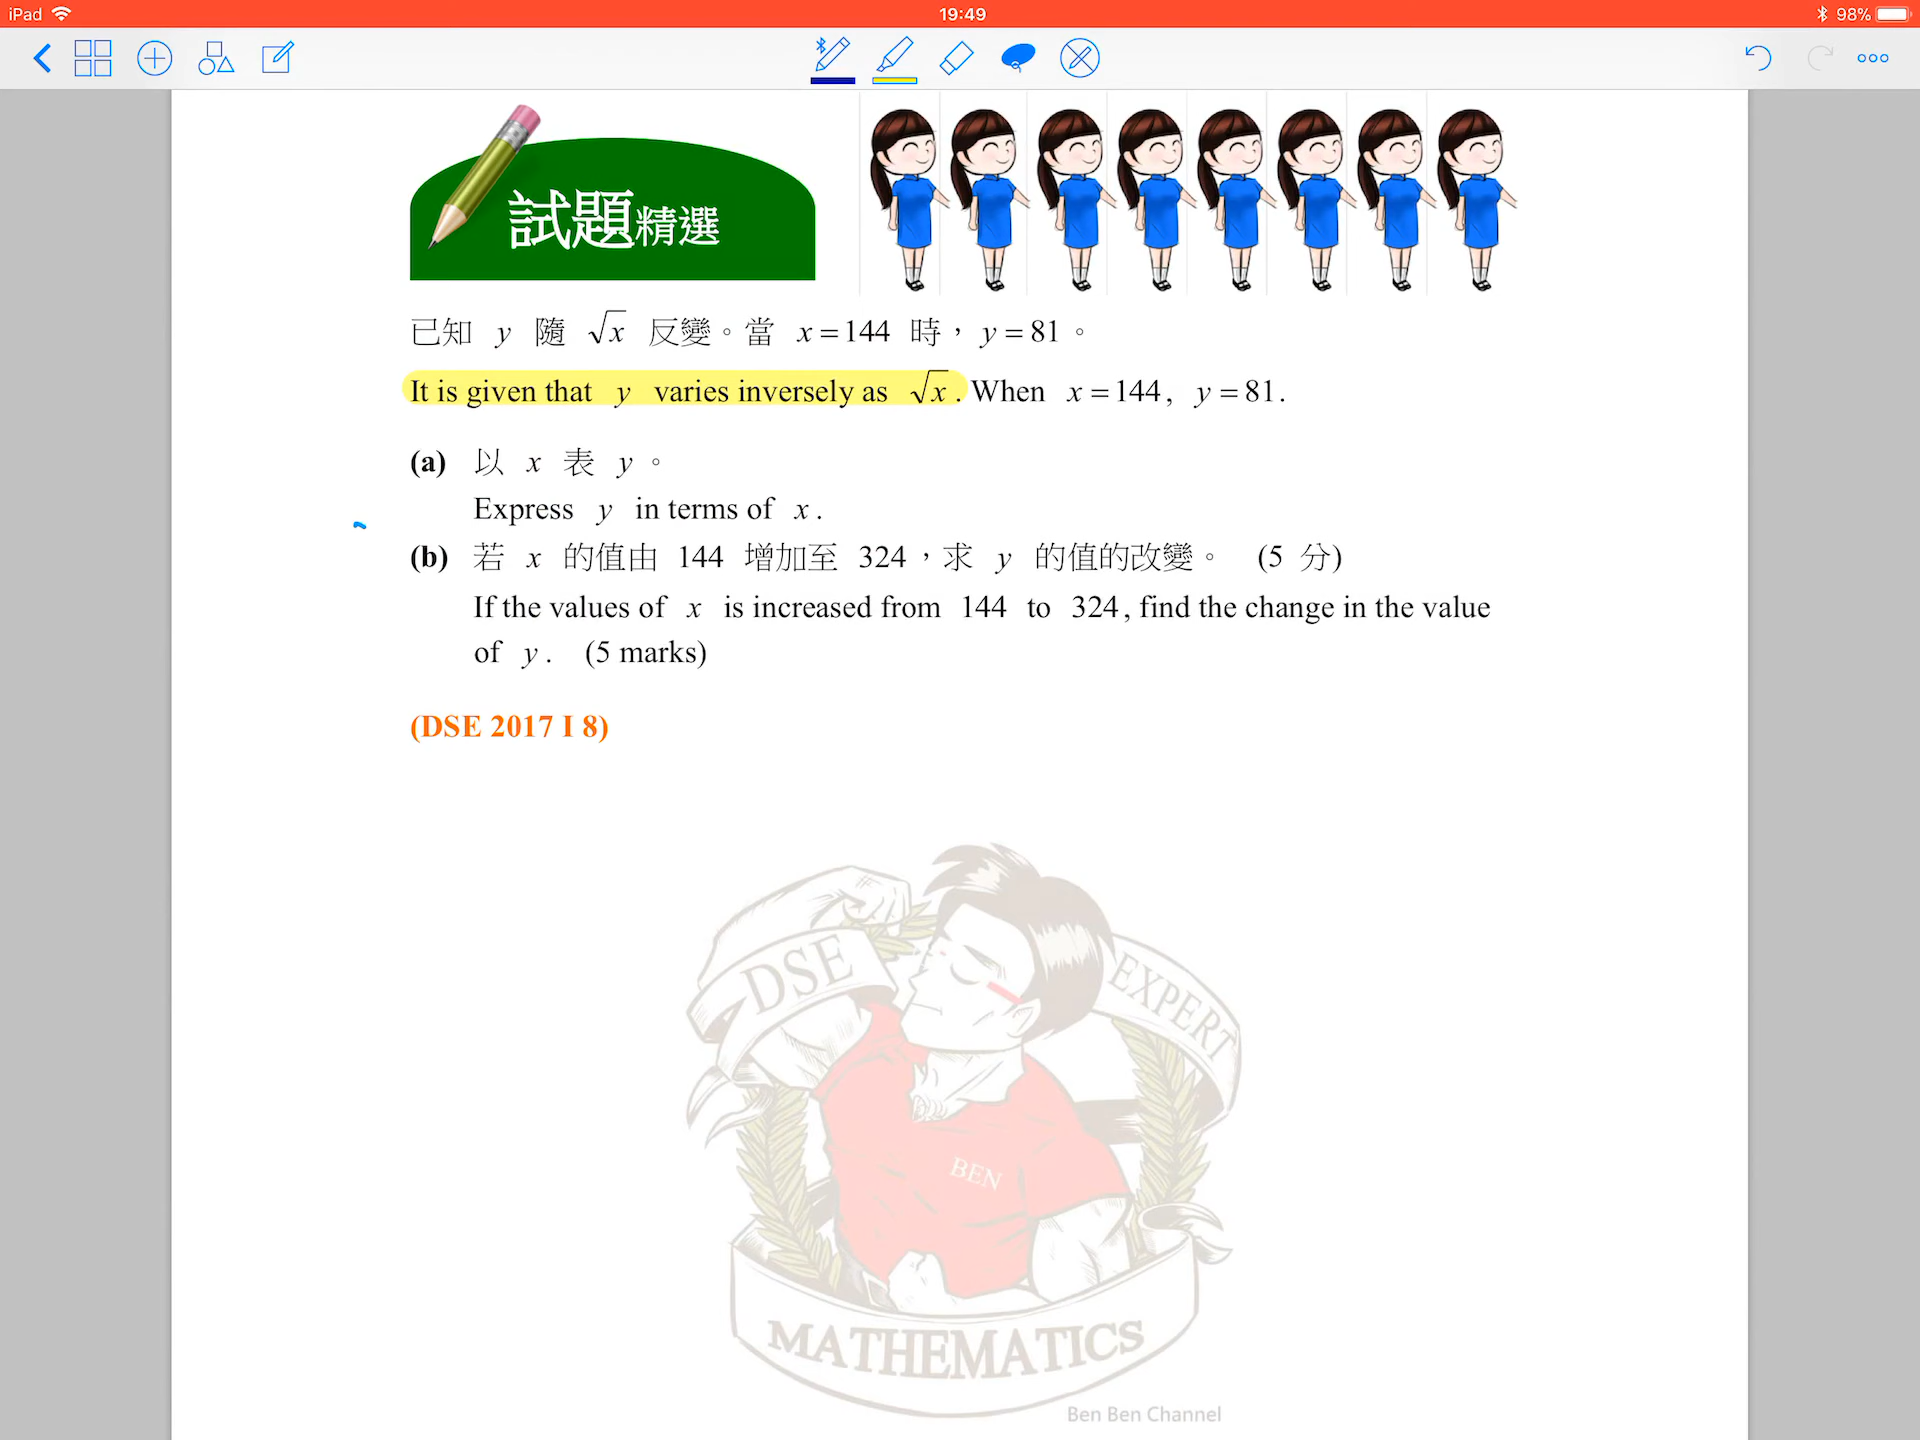 iPad 19:49 98%
試題精選
已知 y 隨 √x 反變。當 x=144 時，y=81。
It is given that y varies inversely as √x. When x=144, y=81.
(a) 以 x 表 y。
Express y in terms of x.
(b) 若 x 的值由 144 增加至 324，求 y 的值的改變。 (5 分)
If the values of x is increased from 144 to 324, find the change in the value
of y. (5 marks)
(DSE 2017 I 8)
DSE EXPERT
BEN
MATHEMATICS
Ben Ben Channel